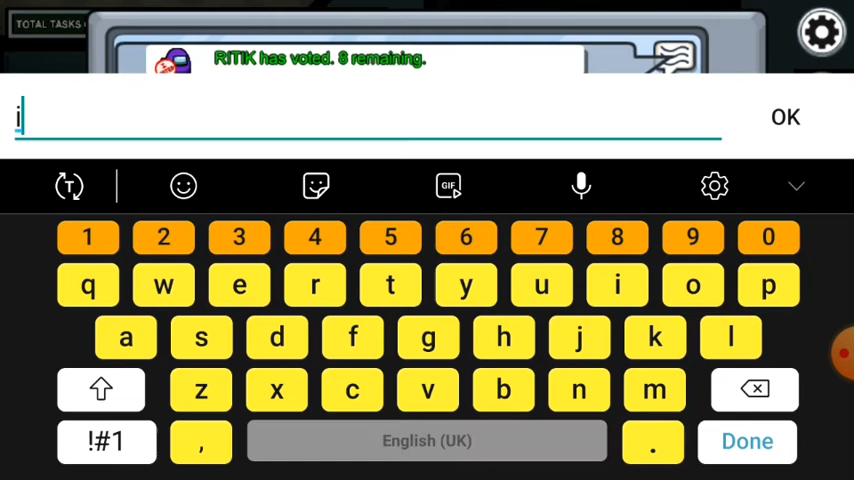 TOTAL TASKS
RITIK has voted. 8 remaining.
i
OK
T
GIF
1 2 3 4 5 6 7 8 9 0
q w e r t y u i o p
a s d f g h j k l
z x c v b n m
!#1 , English (UK) . Done